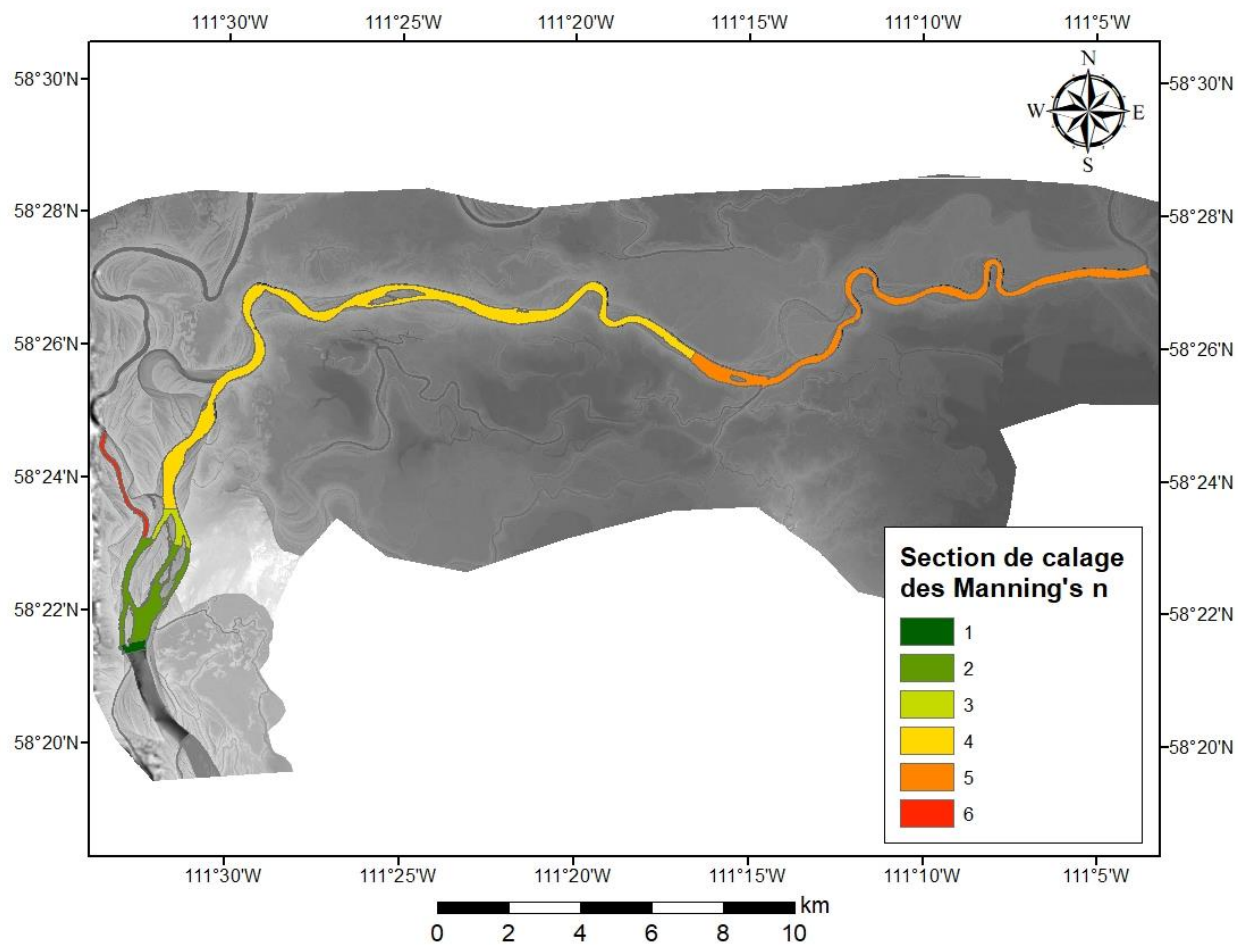 111°30'W 111°25'W 111°20'W 111°15'W 111°10'W 111°5'W
58°30'N 58°30'N
N
W E
S
58°28'N 58°28'N
58°26'N 58°26'N
58°24'N 58°24'N
58°22'N 58°22'N
58°20'N 58°20'N
Section de calage
des Manning's n
1
2
3
4
5
6
111°30'W 111°25'W 111°20'W 111°15'W 111°10'W 111°5'W
km
0 2 4 6 8 10